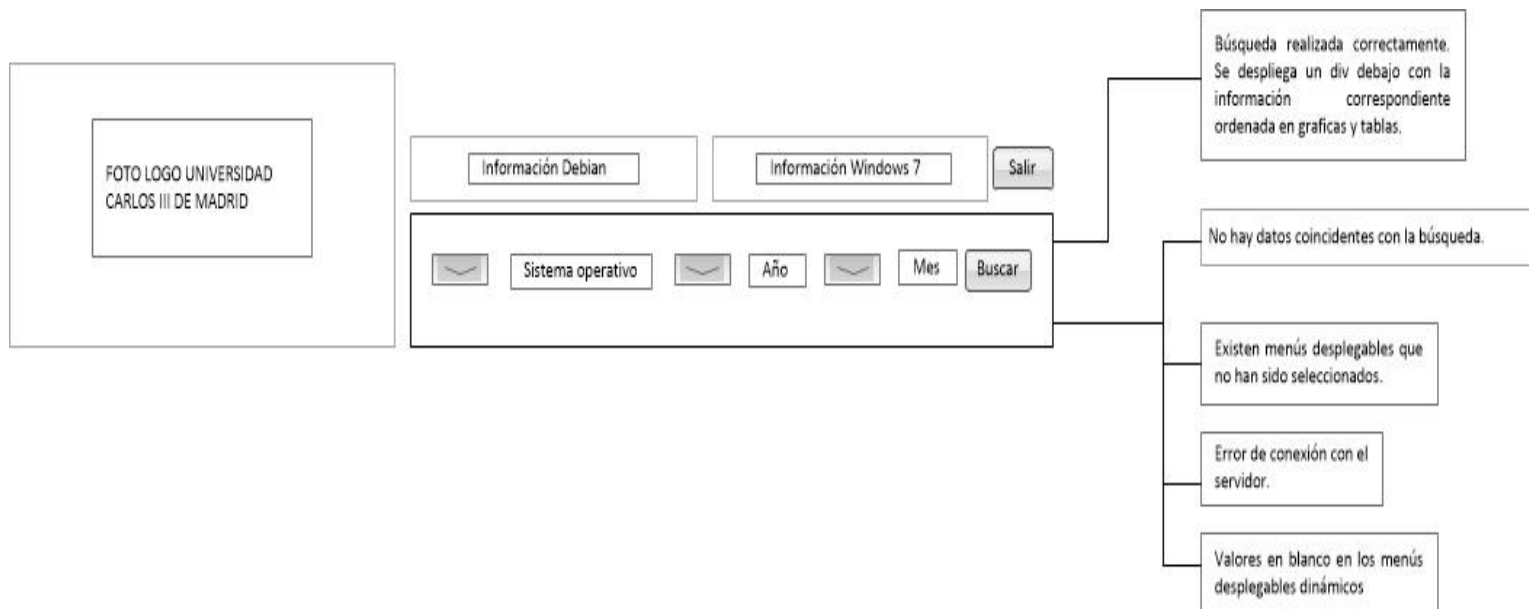 FOTO LOGO UNIVERSIDAD
CARLOS III DE MADRID
Información Debian
Información Windows 7
Salir
Sistema operativo
Año
Mes
Buscar
Búsqueda realizada correctamente.
Se despliega un div debajo con la
información correspondiente
ordenada en graficas y tablas.
No hay datos coincidentes con la búsqueda.
Existen menús desplegables que
no han sido seleccionados.
Error de conexión con el
servidor.
Valores en blanco en los menús
desplegables dinámicos